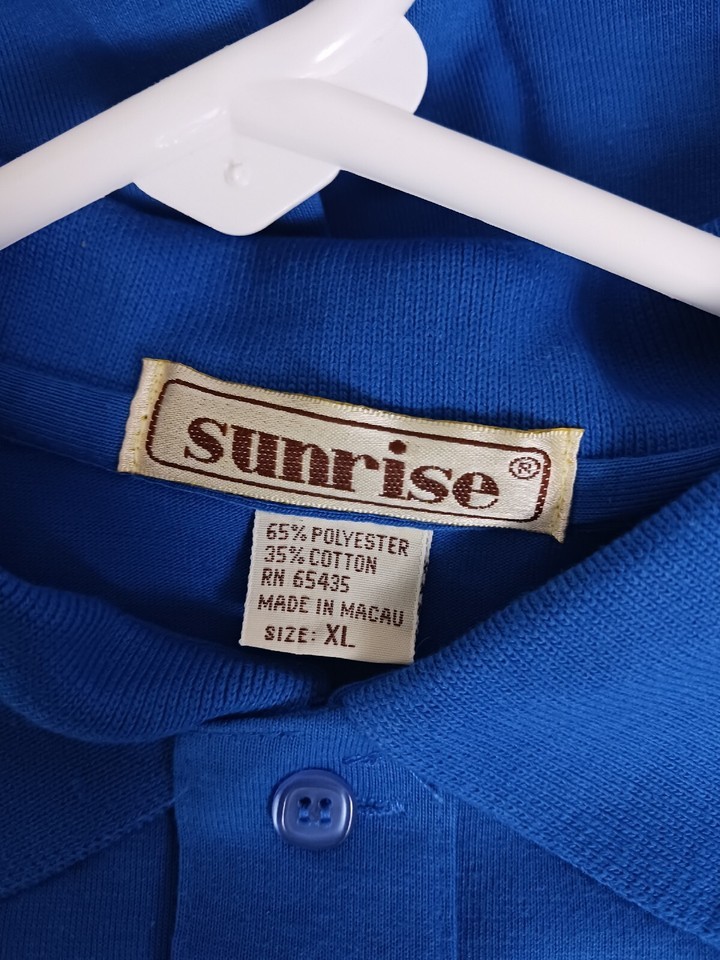 sunrise®
65% POLYESTER
35% COTTON
RN 65435
MADE IN MACAU
SIZE: XL